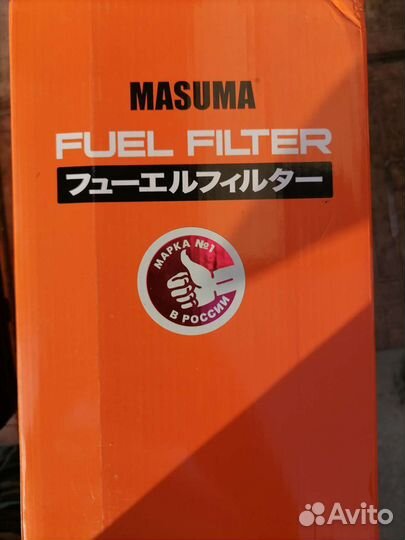 MASUMA
FUEL FILTER
フューエルフィルター
МАРКА №1
В РОССИИ
Avito